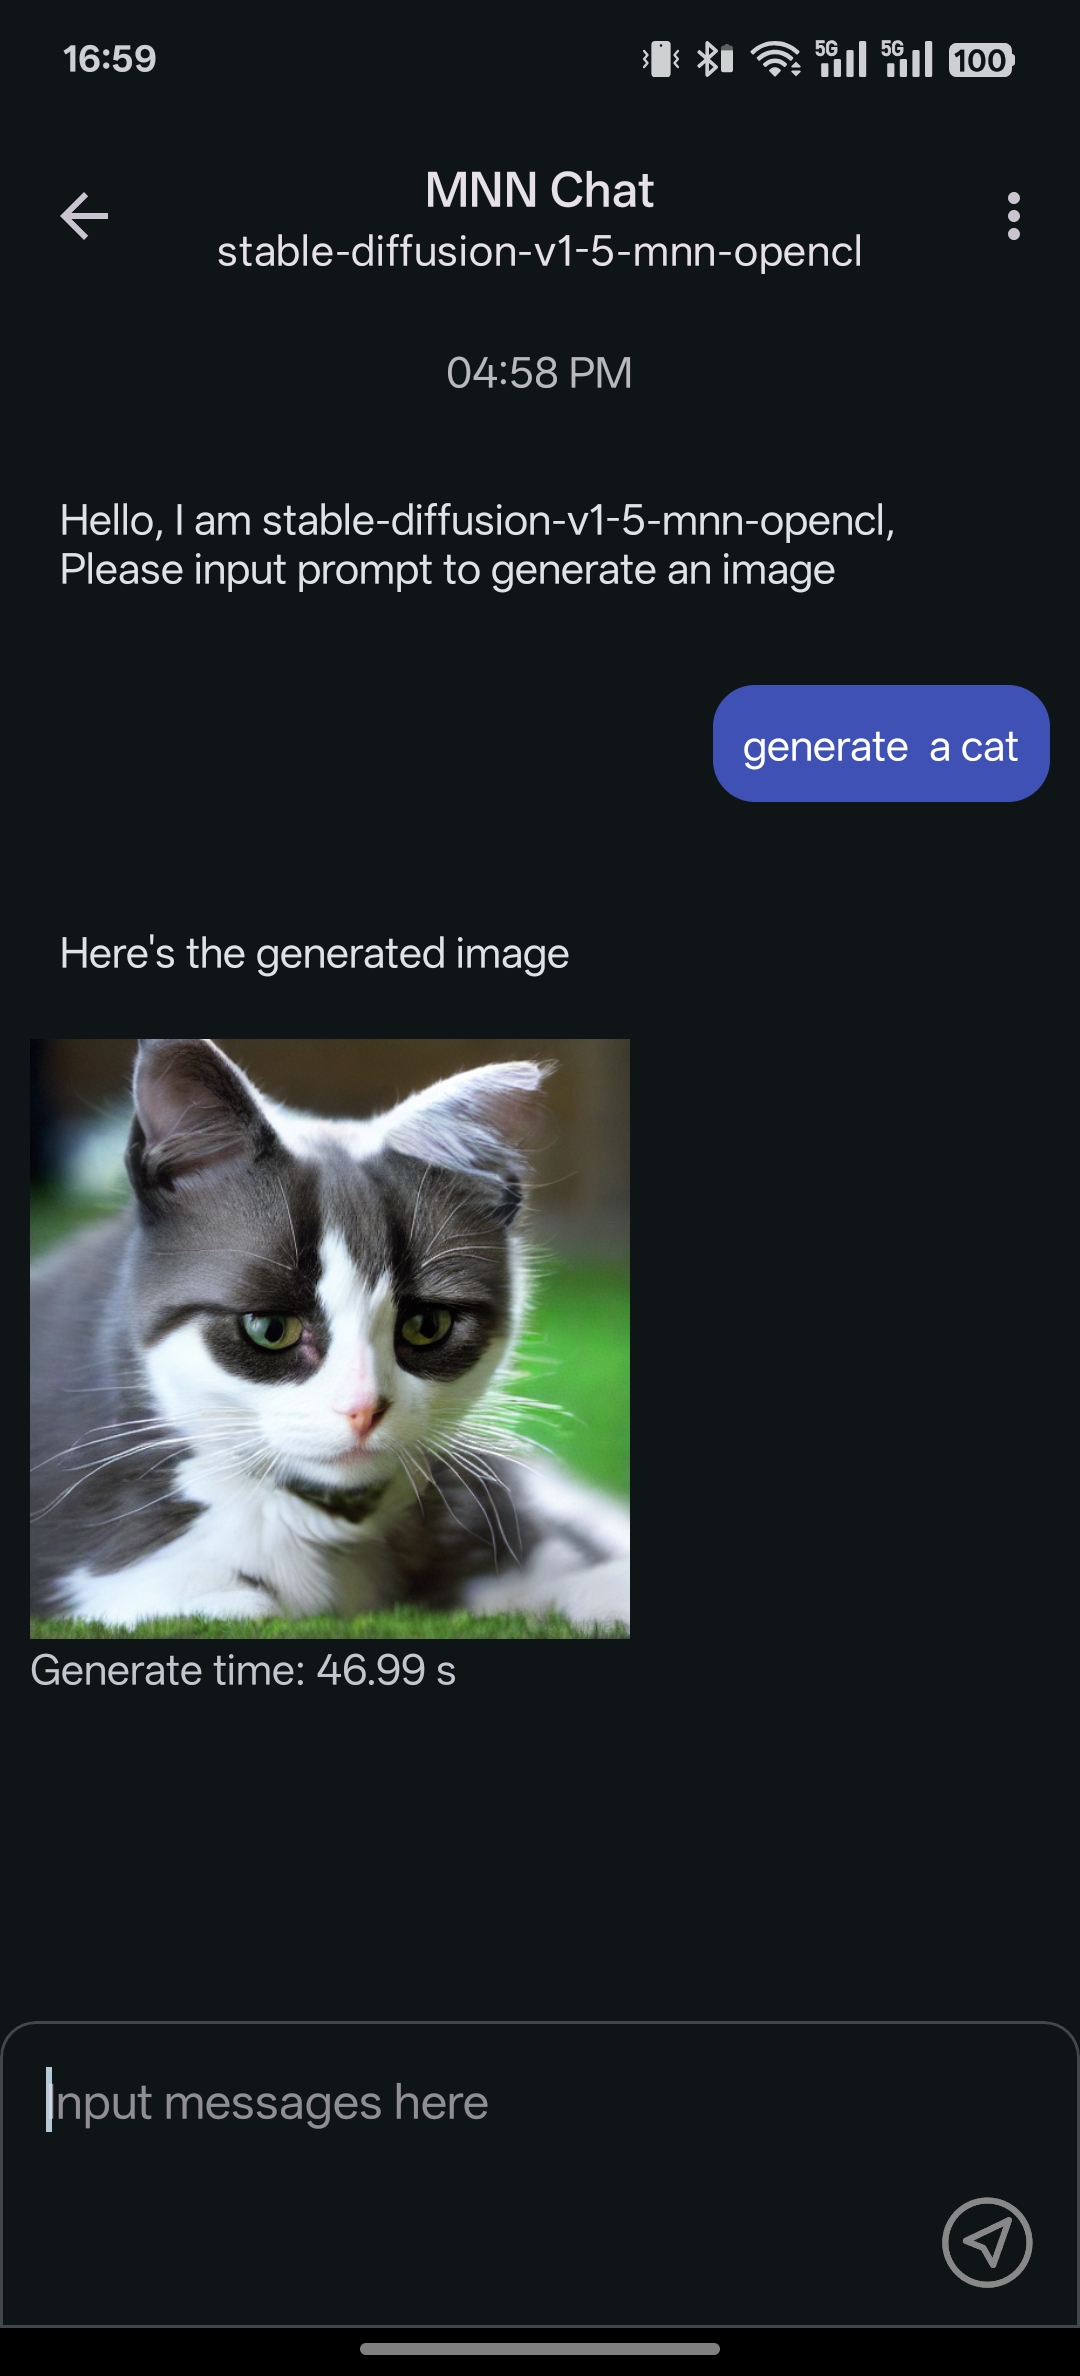 16:59
5G
5G
100
MNN Chat
stable-diffusion-v1-5-mnn-opencl
04:58 PM
Hello, I am stable-diffusion-v1-5-mnn-opencl,
Please input prompt to generate an image
generate  a cat
Here's the generated image
Generate time: 46.99 s
Input messages here